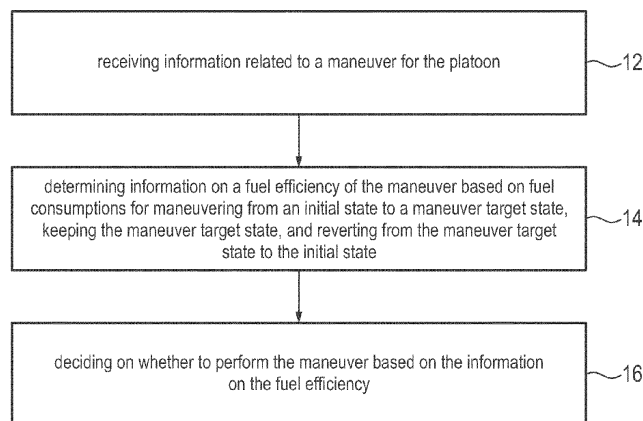 receiving information related to a maneuver for the platoon
12
determining information on a fuel efficiency of the maneuver based on fuel
consumptions for maneuvering from an initial state to a maneuver target state,
keeping the maneuver target state, and reverting from the maneuver target
state to the initial state
14
deciding on whether to perform the maneuver based on the information
on the fuel efficiency
16